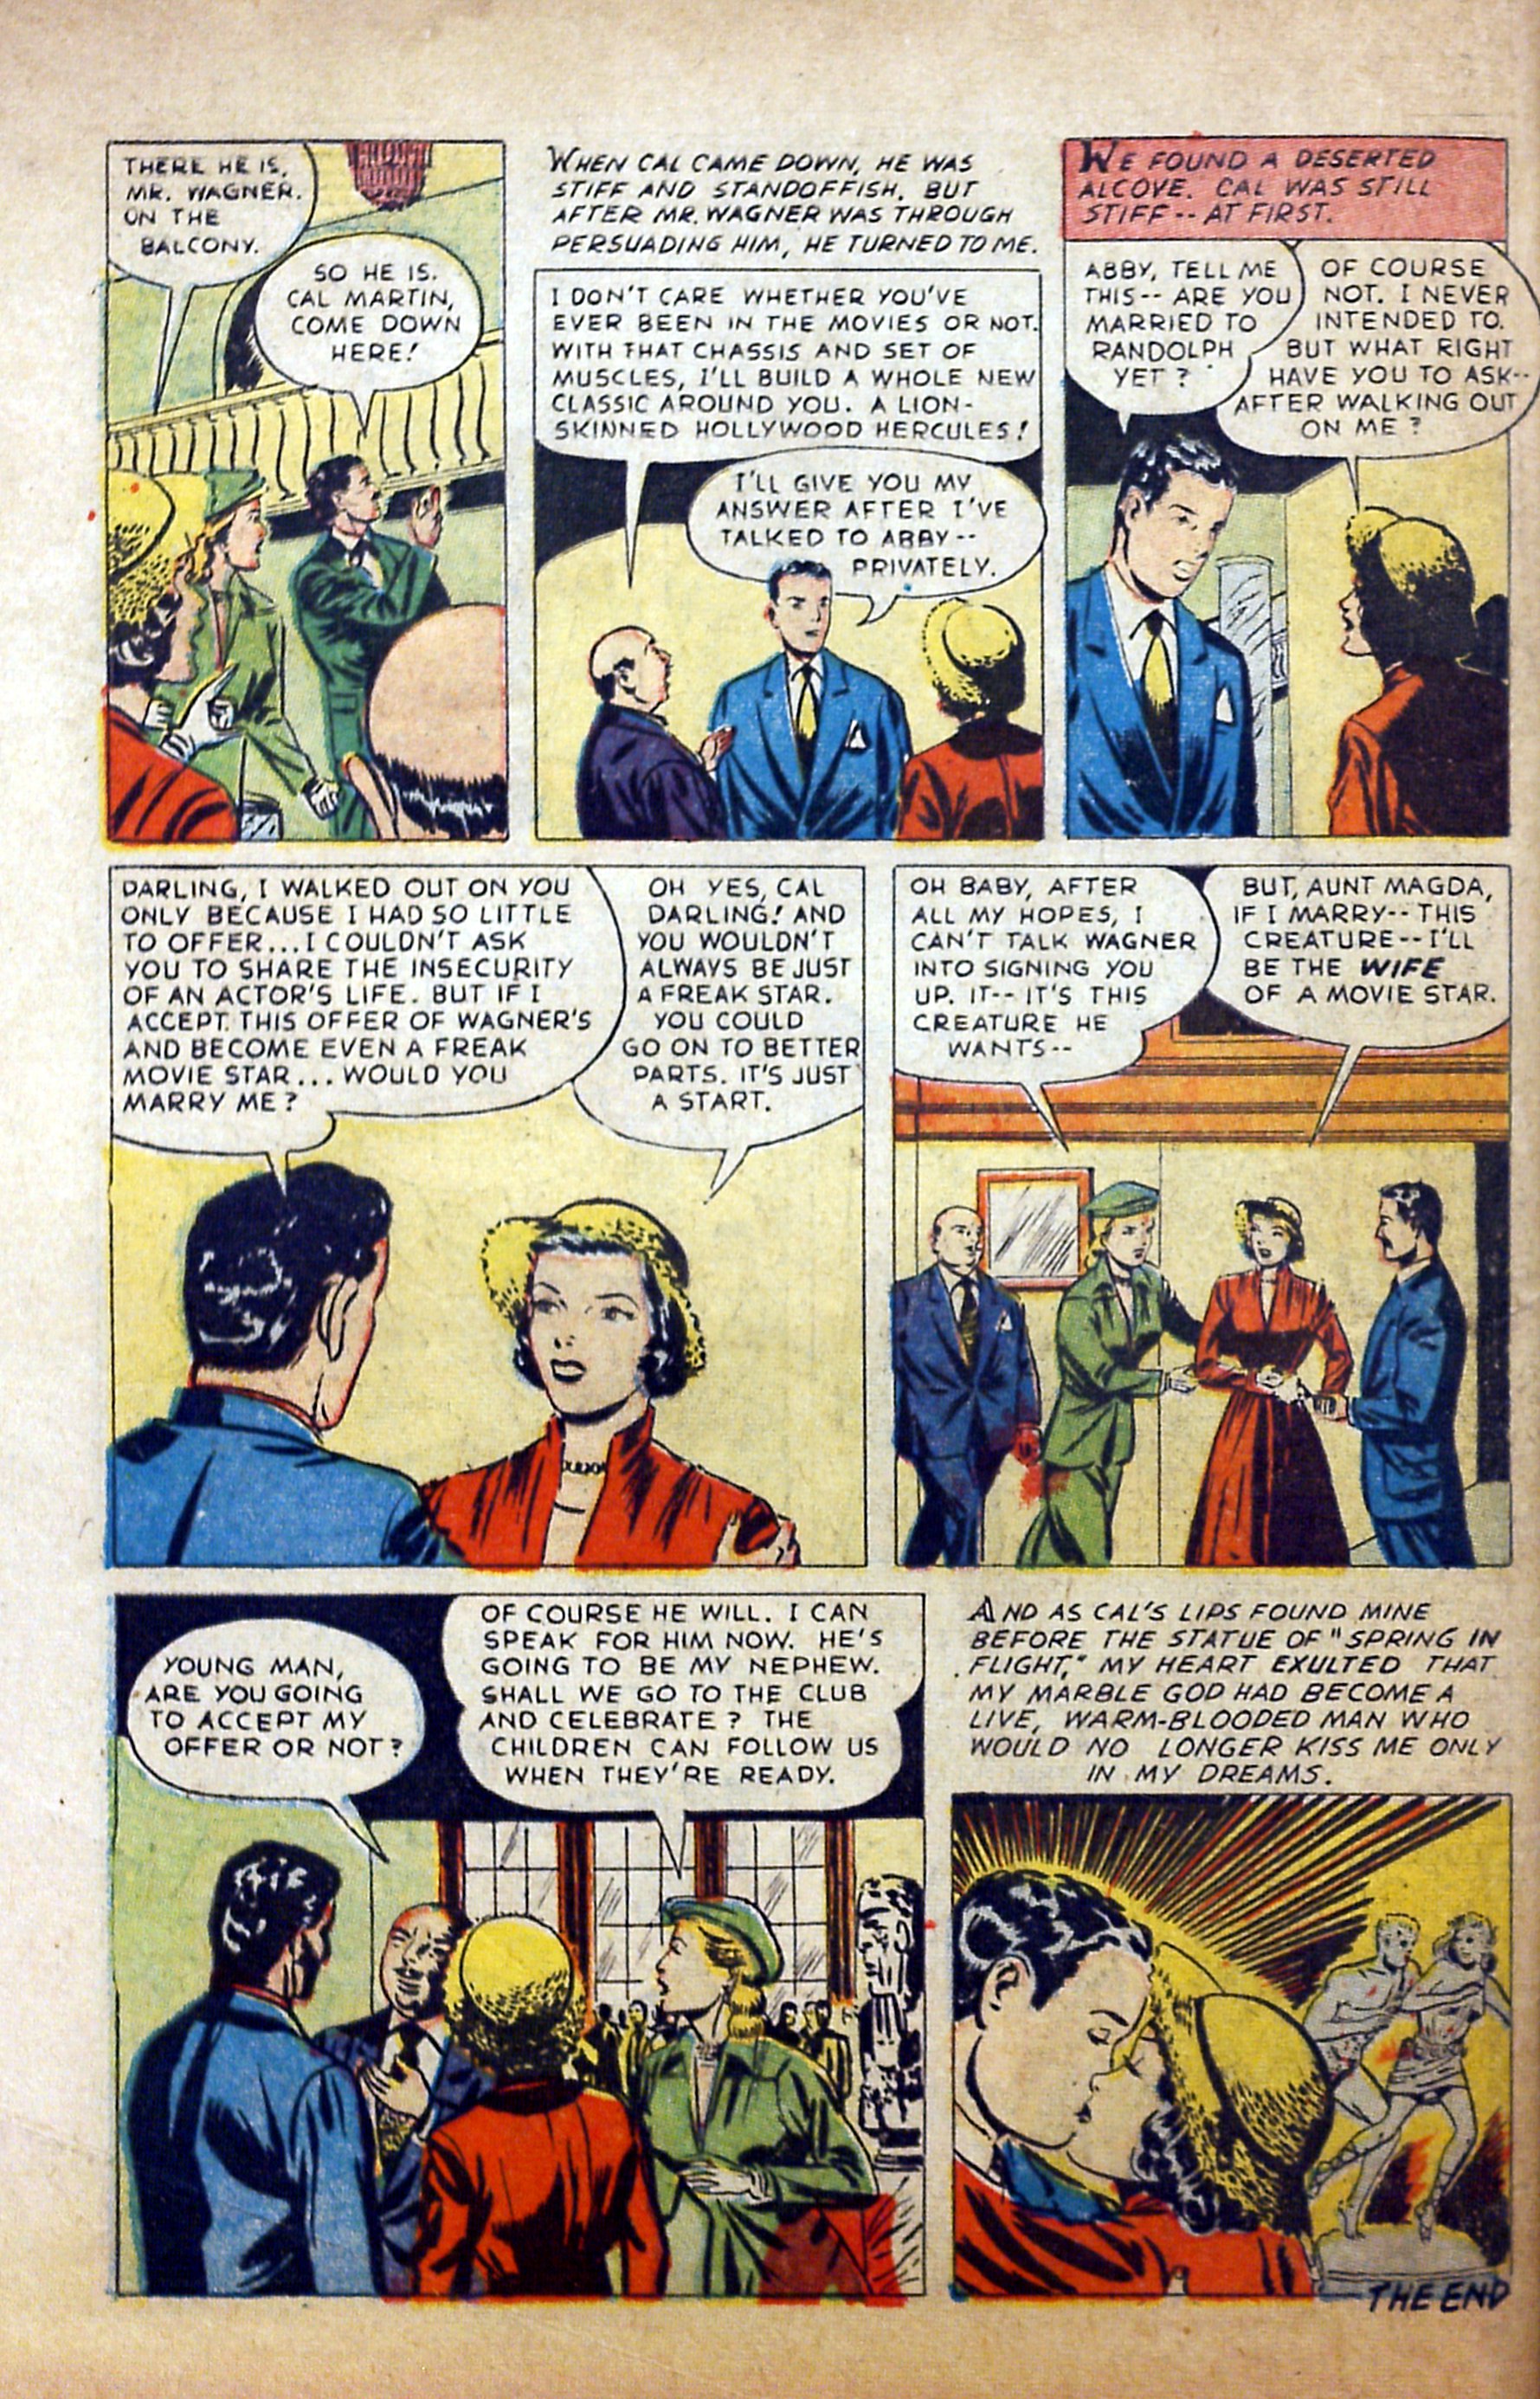 THERE HE IS,
MR. WAGNER.
ON THE
BALCONY.
SO HE IS.
CAL MARTIN,
COME DOWN
HERE!
WHEN CAL CAME DOWN, HE WAS
STIFF AND STANDOFFISH. BUT
AFTER MR. WAGNER WAS THROUGH
PERSUADING HIM, HE TURNED TO ME.
I DON'T CARE WHETHER YOU'VE
EVER BEEN IN THE MOVIES OR NOT.
WITH THAT CHASSIS AND SET OF
MUSCLES, I'LL BUILD A WHOLE NEW
CLASSIC AROUND YOU. A LION-
SKINNED HOLLYWOOD HERCULES!
I'LL GIVE YOU MY
ANSWER AFTER I'VE
TALKED TO ABBY--
PRIVATELY.
WE FOUND A DESERTED
ALCOVE. CAL WAS STILL
STIFF-- AT FIRST.
ABBY, TELL ME
THIS-- ARE YOU
MARRIED TO
RANDOLPH
YET?
OF COURSE
NOT. I NEVER
INTENDED TO.
BUT WHAT RIGHT
HAVE YOU TO ASK--
AFTER WALKING OUT
ON ME?
DARLING, I WALKED OUT ON YOU
ONLY BECAUSE I HAD SO LITTLE
TO OFFER... I COULDN'T ASK
YOU TO SHARE THE INSECURITY
OF AN ACTOR'S LIFE. BUT IF I
ACCEPT THIS OFFER OF WAGNER'S
AND BECOME EVEN A FREAK
MOVIE STAR... WOULD YOU
MARRY ME?
OH YES, CAL
DARLING! AND
YOU WOULDN'T
ALWAYS BE JUST
A FREAK STAR.
YOU COULD
GO ON TO BETTER
PARTS. IT'S JUST
A START.
OH BABY, AFTER
ALL MY HOPES, I
CAN'T TALK WAGNER
INTO SIGNING YOU
UP. IT-- IT'S THIS
CREATURE HE
WANTS--
BUT, AUNT MAGDA,
IF I MARRY-- THIS
CREATURE-- I'LL
BE THE WIFE
OF A MOVIE STAR.
YOUNG MAN,
ARE YOU GOING
TO ACCEPT MY
OFFER OR NOT?
OF COURSE HE WILL. I CAN
SPEAK FOR HIM NOW. HE'S
GOING TO BE MY NEPHEW.
SHALL WE GO TO THE CLUB
AND CELEBRATE? THE
CHILDREN CAN FOLLOW US
WHEN THEY'RE READY.
AND AS CAL'S LIPS FOUND MINE
BEFORE THE STATUE OF "SPRING IN
FLIGHT," MY HEART EXULTED THAT
MY MARBLE GOD HAD BECOME A
LIVE, WARM-BLOODED MAN WHO
WOULD NO LONGER KISS ME ONLY
IN MY DREAMS.
THE END